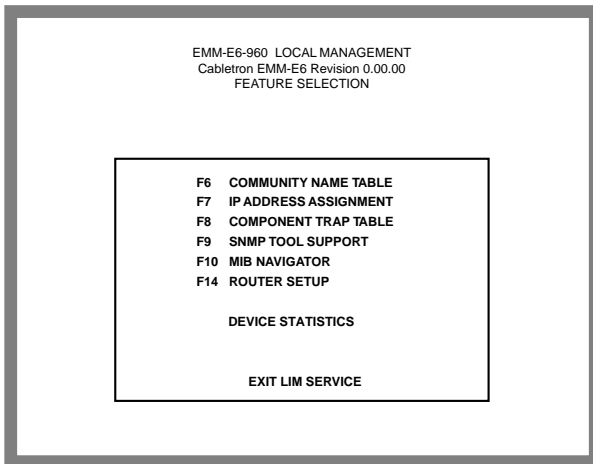 EMM-E6-960 LOCAL MANAGEMENT
Cabletron EMM-E6 Revision 0.00.00
FEATURE SELECTION
F6 COMMUNITY NAME TABLE
F7 IP ADDRESS ASSIGNMENT
F8 COMPONENT TRAP TABLE
F9 SNMP TOOL SUPPORT
F10 MIB NAVIGATOR
F14 ROUTER SETUP
DEVICE STATISTICS
EXIT LIM SERVICE